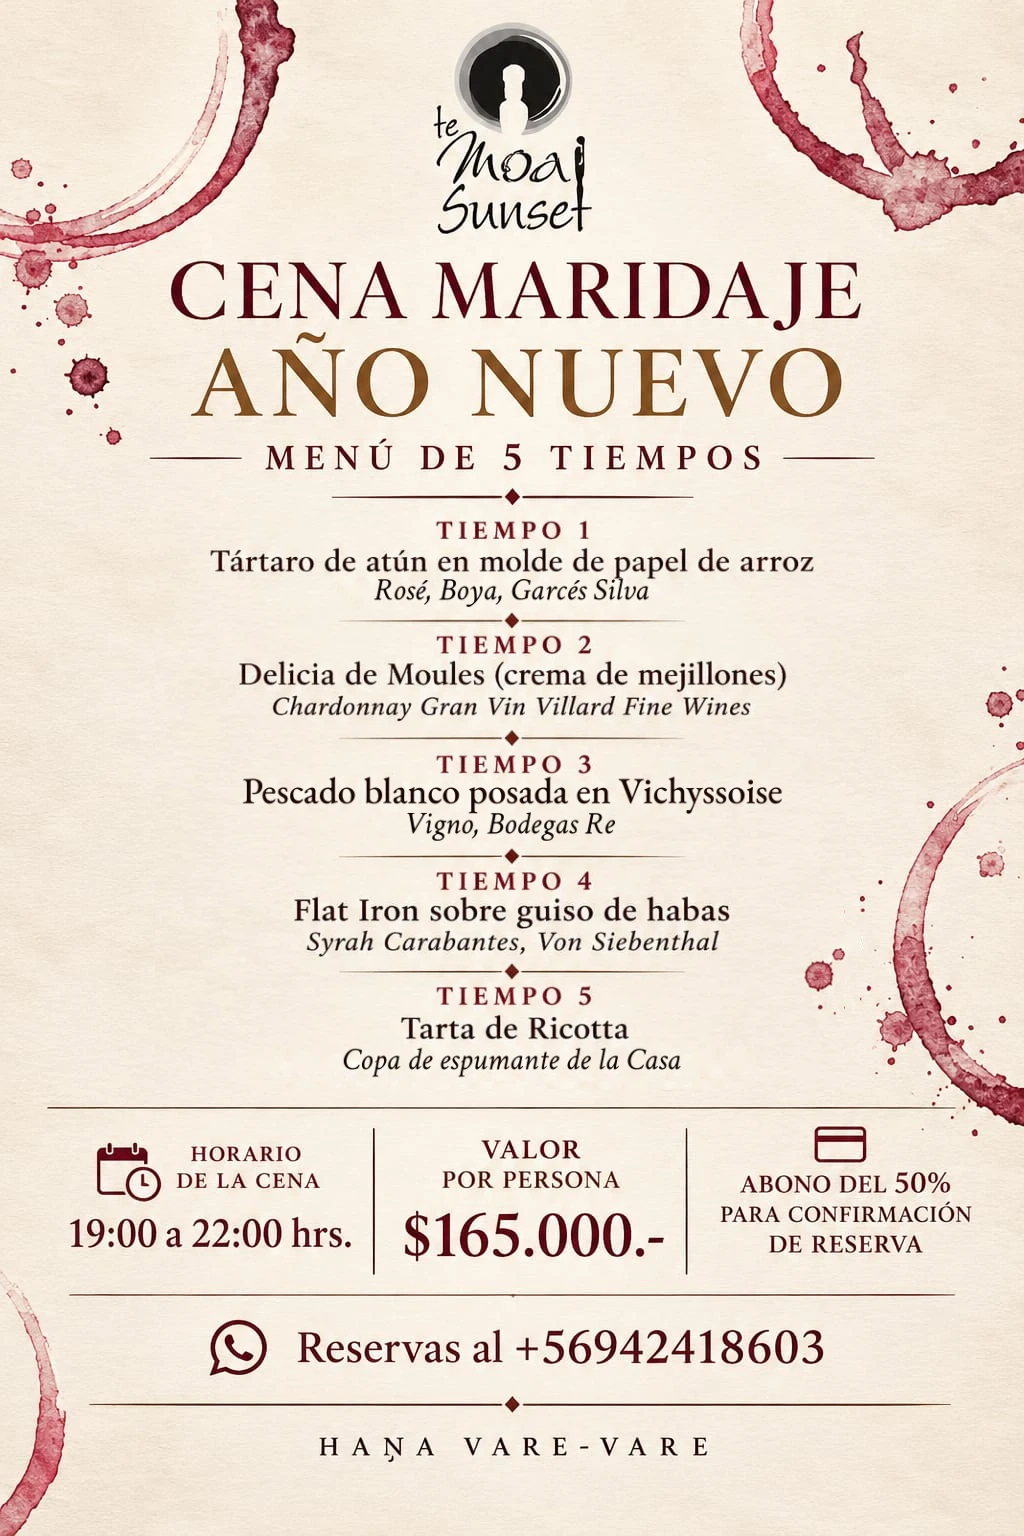 te
Moai
Sunset
CENA MARIDAJE
AÑO NUEVO
MENÚ DE 5 TIEMPOS
TIEMPO 1
Tártaro de atún en molde de papel de arroz
Rosé, Boya, Garcés Silva
TIEMPO 2
Delicia de Moules (crema de mejillones)
Chardonnay Gran Vin Villard Fine Wines
TIEMPO 3
Pescado blanco posada en Vichyssoise
Vigno, Bodegas Re
TIEMPO 4
Flat Iron sobre guiso de habas
Syrah Carabantes, Von Siebenthal
TIEMPO 5
Tarta de Ricotta
Copa de espumante de la Casa
HORARIO
DE LA CENA
19:00 a 22:00 hrs.
VALOR
POR PERSONA
$165.000.-
ABONO DEL 50%
PARA CONFIRMACIÓN
DE RESERVA
Reservas al +56942418603
HAŅA VARE-VARE